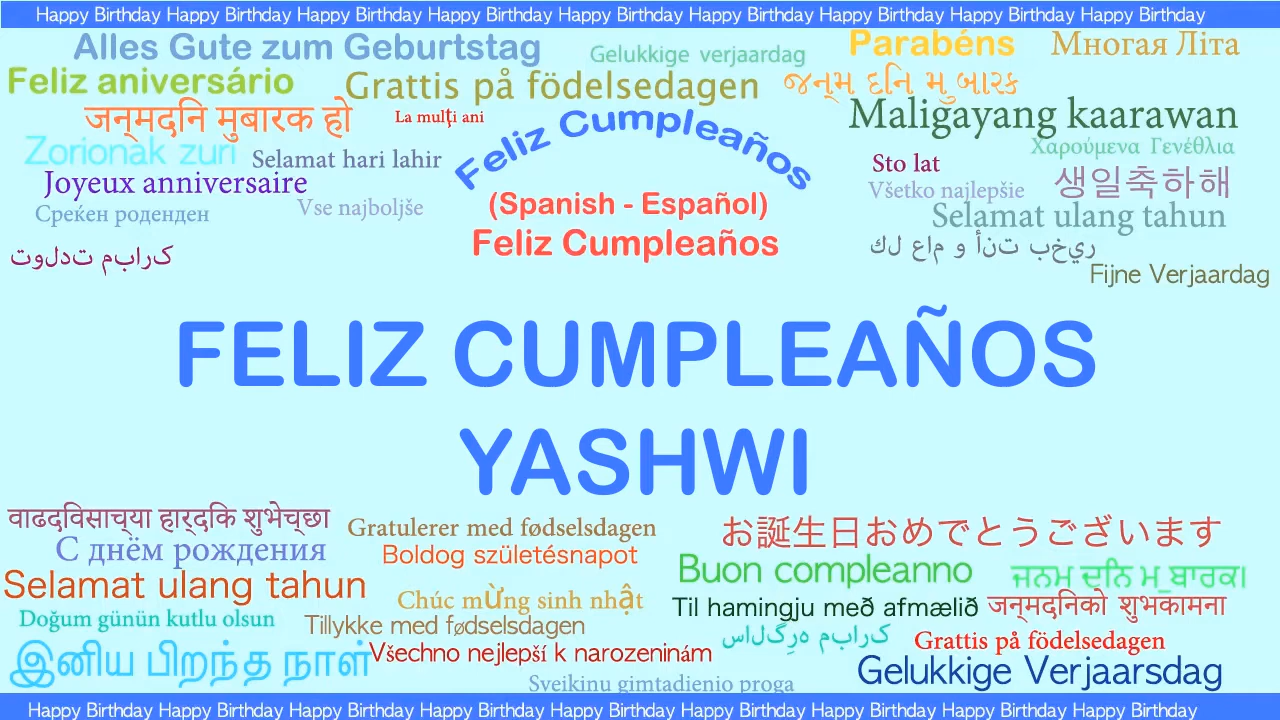 Happy Birthday Happy Birthday Happy Birthday Happy Birthday Happy Birthday Happy Birthday Happy Birthday Happy Birthday Happy Birthday
Alles Gute zum Geburtstag
Gelukkige verjaardag
Parabéns
Многая Літа
Feliz aniversário
Grattis på födelsedagen
જન્મ દિન મુબારક
जन्मदिन मुबारक हो
La mulţi ani
Feliz Cumpleaños
Maligayang kaarawan
Zorionak zuri
Selamat hari lahir
Χαρούμενα Γενέθλια
Sto lat
Joyeux anniversaire
Všetko najlepšie
생일축하해
Среќен роденден
Vse najboljše
(Spanish - Español)
Selamat ulang tahun
Feliz Cumpleaños
تولدت مبارک
كل عام و أنت بخير
Fijne Verjaardag
FELIZ CUMPLEAÑOS
YASHWI
वाढदिवसाच्या हार्दिक शुभेच्छा
Gratulerer med fødselsdagen
お誕生日おめでとうございます
С днём рождения
Boldog születésnapot
Buon compleanno
ਜਨਮ ਦਿਨ ਮੁਬਾਰਕ।
Selamat ulang tahun
Chúc mừng sinh nhật
Til hamingju með afmælið
जन्मदिनको शुभकामना
Doğum günün kutlu olsun
Tillykke med fødselsdagen
سالگرہ مبارک
Grattis på födelsedagen
இனிய பிறந்த நாள்
Všechno nejlepší k narozeninám
Gelukkige Verjaarsdag
Sveikinu gimtadienio proga
Happy Birthday Happy Birthday Happy Birthday Happy Birthday Happy Birthday Happy Birthday Happy Birthday Happy Birthday Happy Birthday